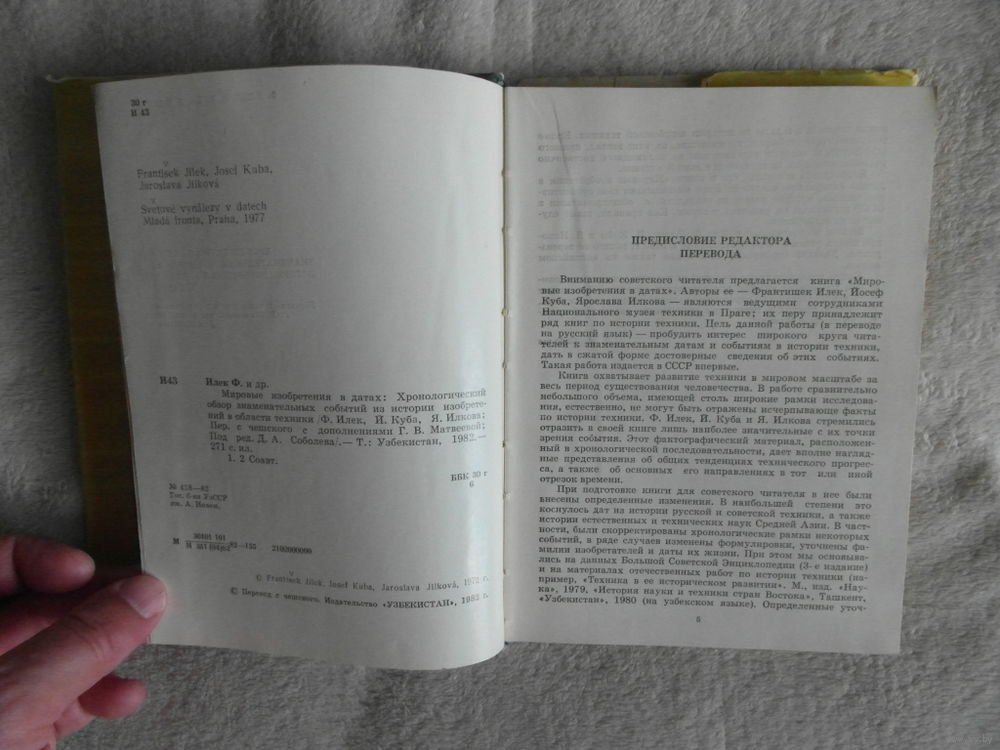 30 г
И 43
František Jílek, Josef Kuba,
Jaroslava Jílková
Světové vynálezy v datech
Mladá fronta, Praha, 1977
И43
Илек Ф. и др.
Мировые изобретения в датах: Хронологический
обзор знаменательных событий из истории изобрете-
ний в области техники /Ф. Илек, Й. Куба, Я. Илкова;
Пер. с чешского с дополнениями Г. В. Матвеевой;
Под ред. Д. А. Соболева/.— Т.: Узбекистан, 1982.—
271 с. ил.
1. 2 Соавт.
ББК 30 г
6
№ 418—82
Гос. б-ка УзССР
им. А. Навои.
30101 101
М 82—155 2102000000
© František Jílek, Josef Kuba, Jaroslava Jílková, г.
© Перевод с чешского. Издательство «УЗБЕКИСТАН», 1982 г.
ПРЕДИСЛОВИЕ РЕДАКТОРА
ПЕРЕВОДА
Вниманию советского читателя предлагается книга «Миро-
вые изобретения в датах». Авторы ее — Франтишек Илек, Йосеф
Куба, Ярослава Илкова — являются ведущими сотрудниками
Национального музея техники в Праге; их перу принадлежит
ряд книг по истории техники. Цель данной работы (в переводе
на русский язык) — пробудить интерес широкого круга чита-
телей к знаменательным датам и событиям в истории техники,
дать в сжатой форме достоверные сведения об этих событиях.
Такая работа издается в СССР впервые.
Книга охватывает развитие техники в мировом масштабе за
весь период существования человечества. В работе сравнительно
небольшого объема, имеющей столь широкие рамки исследова-
ния, естественно, не могут быть отражены исчерпывающие факты
по истории техники. Ф. Илек, Й. Куба и Я. Илкова стремились
отразить в своей книге лишь наиболее значительные с их точки
зрения события. Этот фактографический материал, расположен-
ный в хронологической последовательности, дает вполне нагляд-
ные представления об общих тенденциях технического прогрес-
са, а также об основных его направлениях в тот или иной
отрезок времени.
При подготовке книги для советского читателя в нее были
внесены определенные изменения. В наибольшей степени это
коснулось дат из истории русской и советской техники, а также
истории естественных и технических наук Средней Азии. В част-
ности, были скорректированы хронологические рамки некоторых
событий, в ряде случаев изменены формулировки, уточнены фа-
милии изобретателей и даты их жизни. При этом мы основыва-
лись на данных Большой Советской Энциклопедии (3-е издание)
и на материалах отечественных работ по истории техники (на-
пример, «Техника в ее историческом развитии». М., изд. «Нау-
ка», 1979, «История науки и техники стран Востока», Ташкент,
«Узбекистан», 1980 (на узбекском языке). Определенные уточ-
5